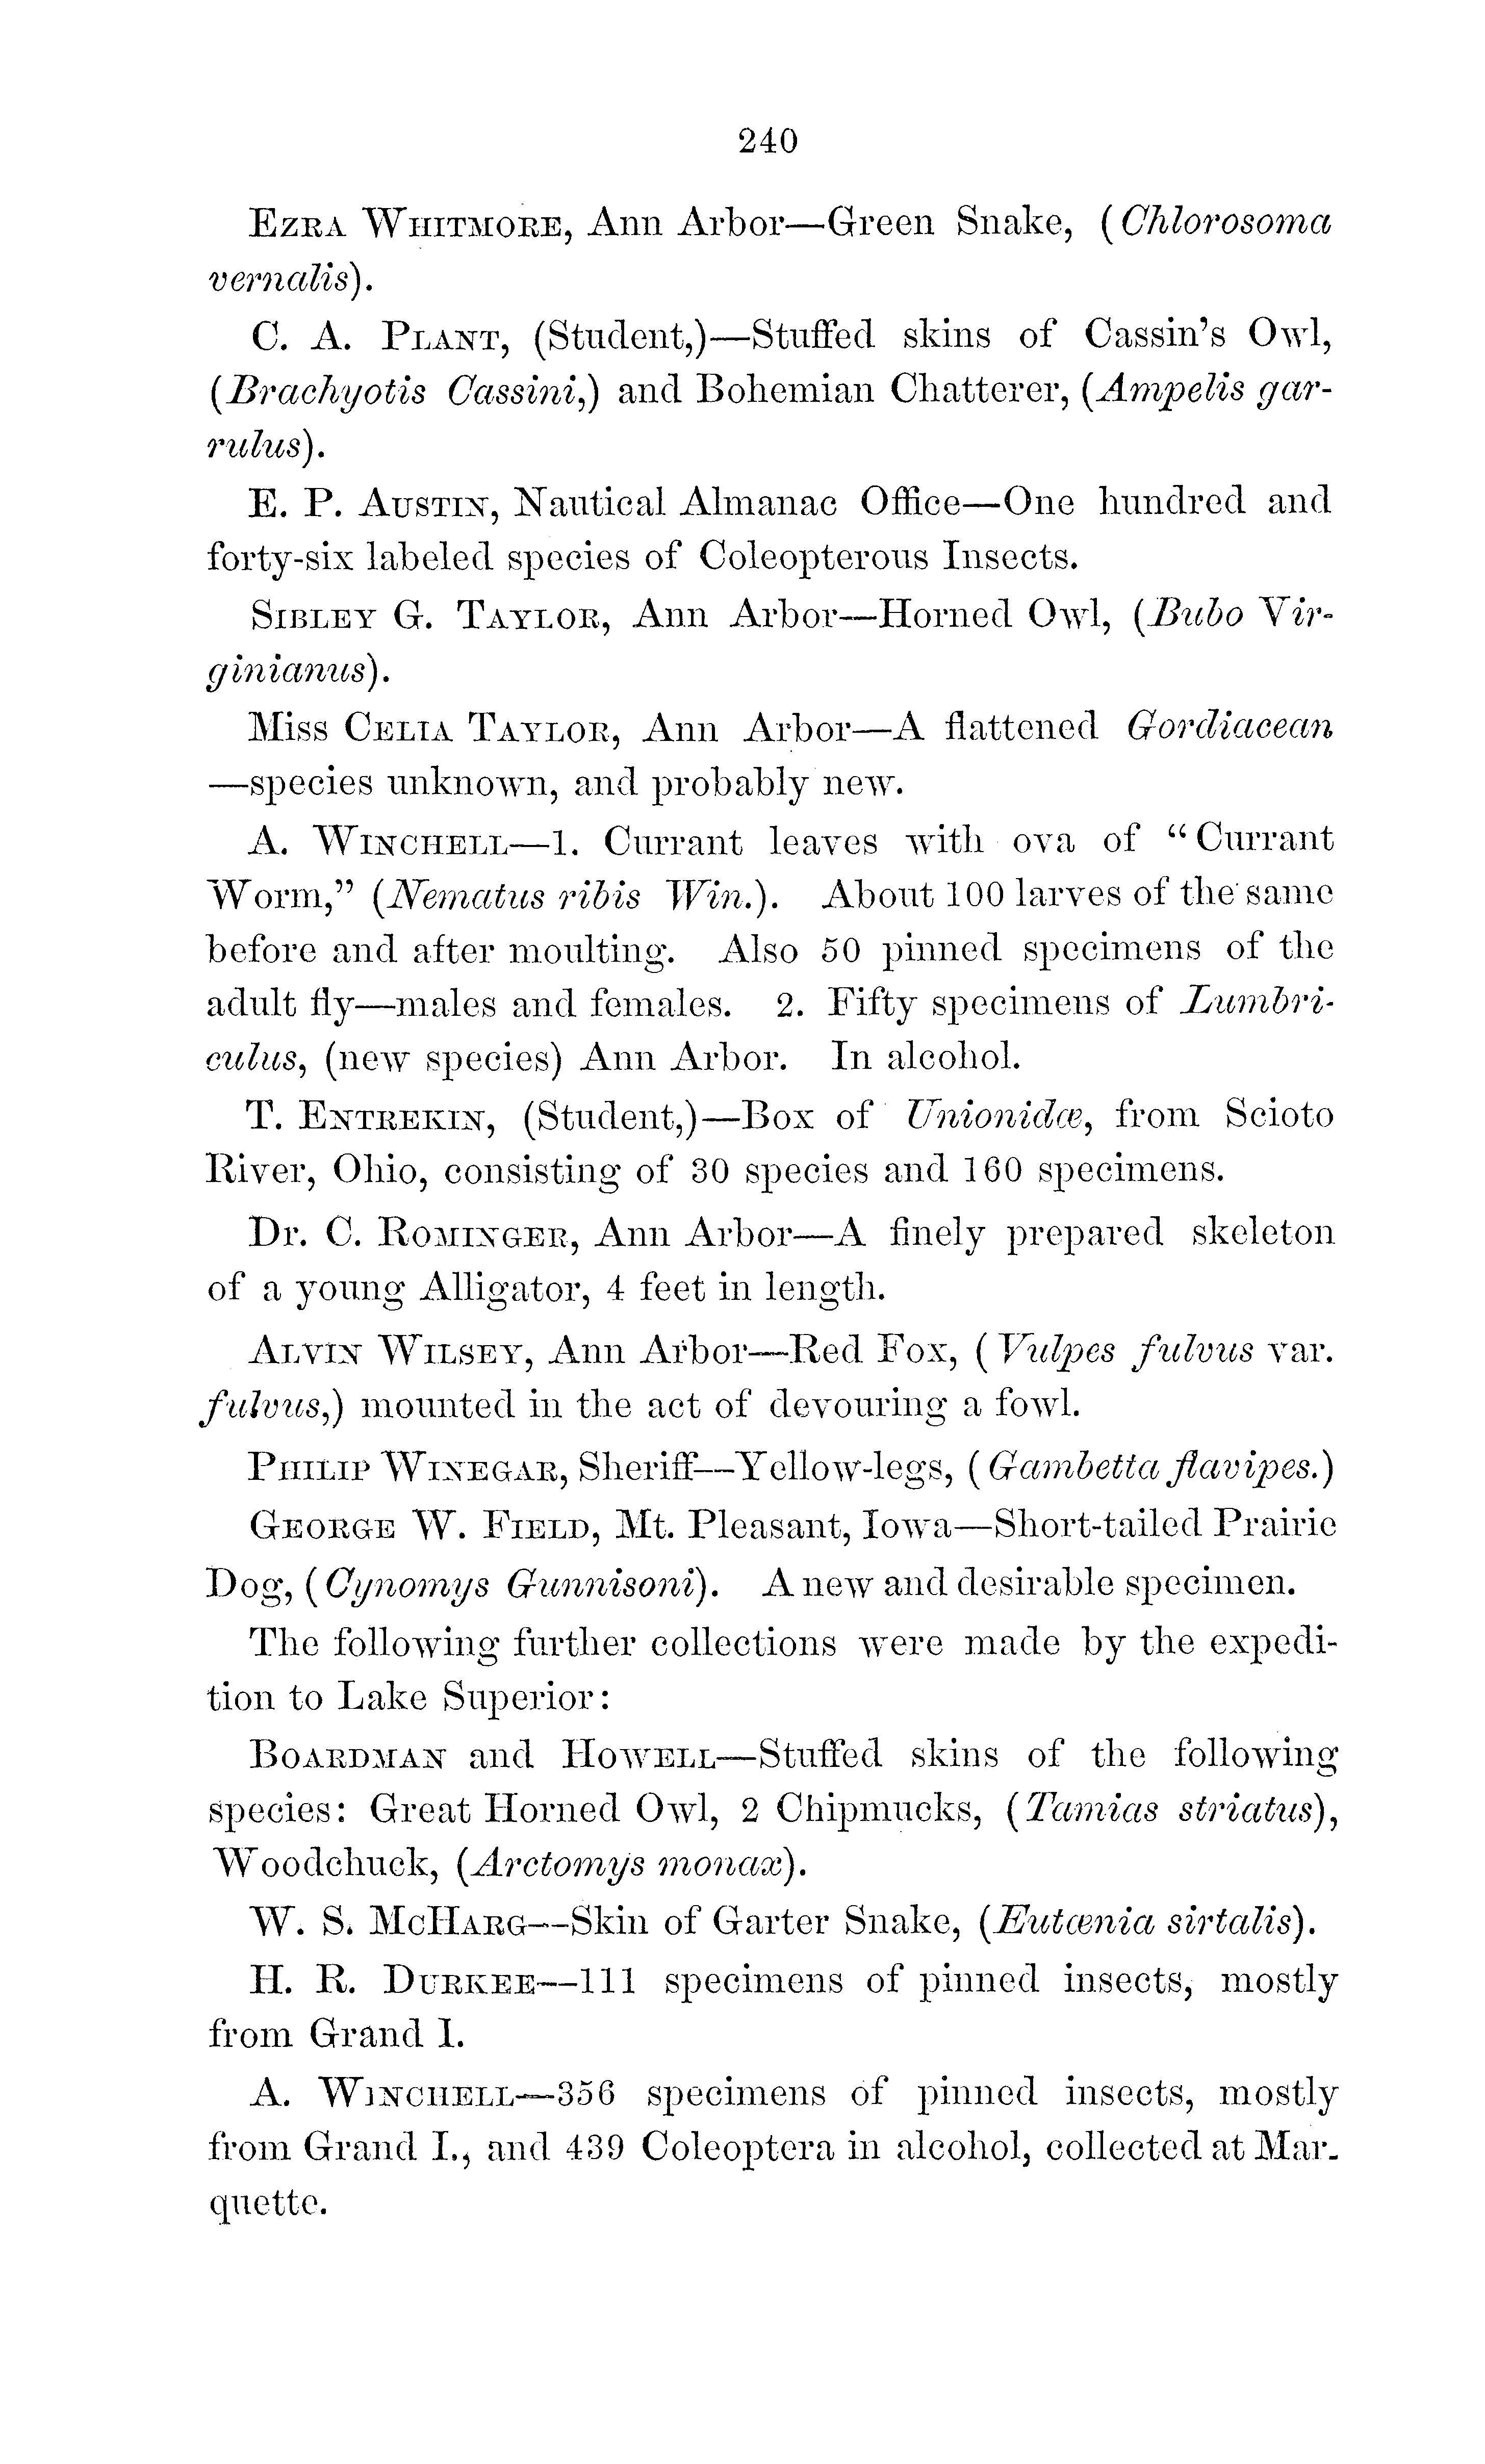 240
EZRA WHITMORE, Ann Arbor—Green Snake, (Chlorosoma
vernalis).
C. A. PLANT, (Student,)—Stuffed skins of Cassin's Owl,
(Brachyotis Cassini,) and Bohemian Chatterer, (Ampelis gar-
rulus).
E. P. AUSTIN, Nautical Almanac Office—One hundred and
forty-six labeled species of Coleopterous Insects.
SIBLEY G. TAYLOR, Ann Arbor—Horned Owl, (Bubo Vir-
ginianus).
Miss CELIA TAYLOR, Ann Arbor—A flattened Gordiacean
—species unknown, and probably new.
A. WINCHELL—1. Currant leaves with ova of "Currant
Worm," (Nematus ribis Win.). About 100 larves of the same
before and after moulting. Also 50 pinned specimens of the
adult fly—males and females. 2. Fifty specimens of Lumbri-
culus, (new species) Ann Arbor. In alcohol.
T. ENTREKIN, (Student,)—Box of Unionidæ, from Scioto
River, Ohio, consisting of 30 species and 160 specimens.
Dr. C. ROMINGER, Ann Arbor—A finely prepared skeleton
of a young Alligator, 4 feet in length.
ALVIN WILSEY, Ann Arbor—Red Fox, (Vulpes fulvus var.
fulvus,) mounted in the act of devouring a fowl.
PHILIP WINEGAR, Sheriff—Yellow-legs, (Gambetta flavipes.)
GEORGE W. FIELD, Mt. Pleasant, Iowa—Short-tailed Prairie
Dog, (Cynomys Gunnisoni). A new and desirable specimen.
The following further collections were made by the expedi-
tion to Lake Superior:
BOARDMAN and HOWELL—Stuffed skins of the following
species: Great Horned Owl, 2 Chipmucks, (Tamias striatus),
Woodchuck, (Arctomys monax).
W. S. MCHARG—Skin of Garter Snake, (Eutænia sirtalis).
H. R. DURKEE—111 specimens of pinned insects, mostly
from Grand I.
A. WINCHELL—356 specimens of pinned insects, mostly
from Grand I., and 439 Coleoptera in alcohol, collected at Mar-
quette.